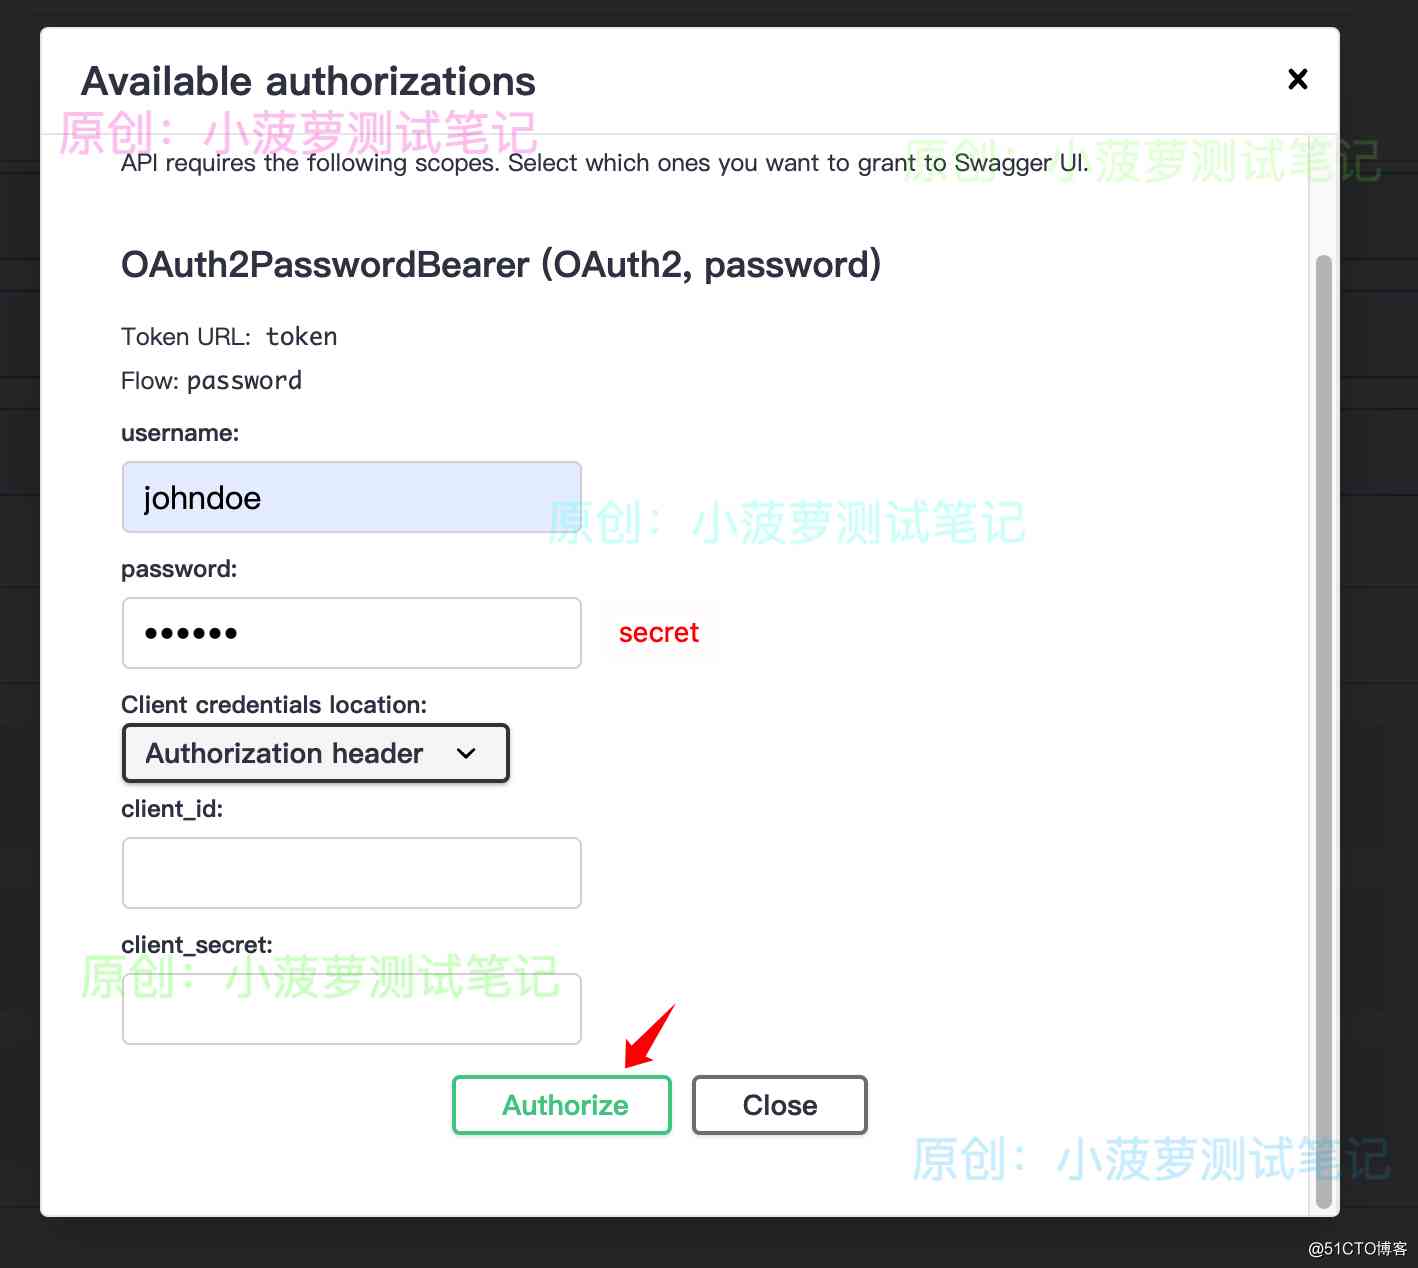 Available authorizations
原创：小菠萝测试笔记
API requires the following scopes. Select which ones you want to grant to Swagger UI.
原创：小菠萝测试笔记
OAuth2PasswordBearer (OAuth2, password)
Token URL: token
Flow: password
username:
johndoe
原创：小菠萝测试笔记
password:
•••••• secret
Client credentials location:
Authorization header
client_id:
client_secret:
原创：小菠萝测试笔记
Authorize Close
原创：小菠萝测试笔记
@51CTO博客